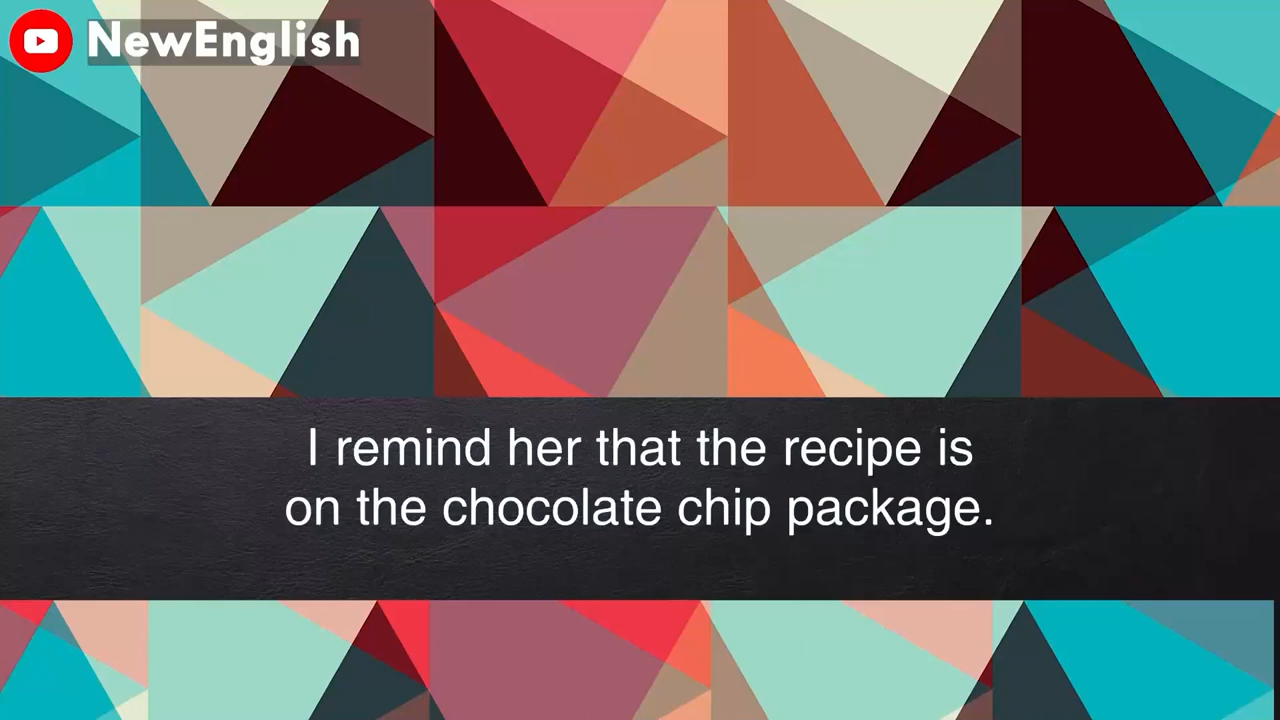 NewEnglish
I remind her that the recipe is
on the chocolate chip package.